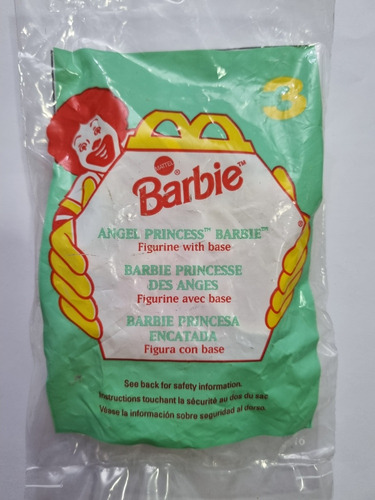 3
MATTEL
Barbie™
®
ANGEL PRINCESS™ BARBIE™
Figurine with base
®
BARBIE PRINCESSE
DES ANGES
Figurine avec base
BARBIE PRINCESA
ENCATADA
Figura con base
See back for safety information.
Instructions touchant la sécurité au dos du sac
Véase la información sobre seguridad al dorso.